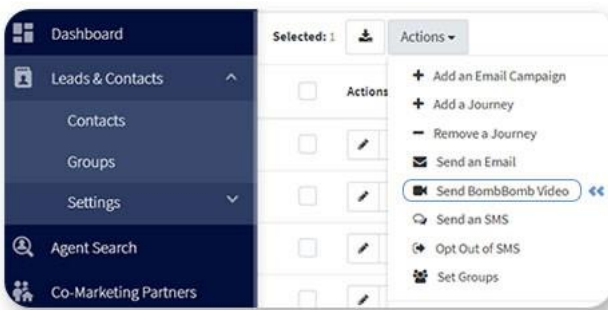 Dashboard
Leads & Contacts
Contacts
Groups
Settings
Agent Search
Co-Marketing Partners
Selected: 1
Actions
Actions
Add an Email Campaign
Add a Journey
Remove a Journey
Send an Email
Send BombBomb Video
Send an SMS
Opt Out of SMS
Set Groups